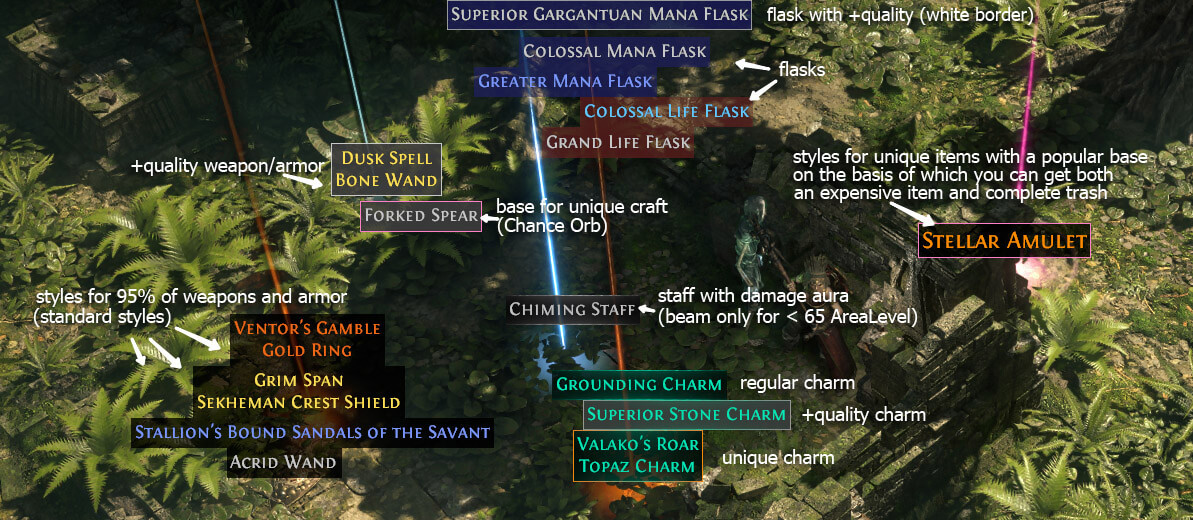 SUPERIOR GARGANTUAN MANA FLASK
flask with +quality (white border)
COLOSSAL MANA FLASK
GREATER MANA FLASK
flasks
COLOSSAL LIFE FLASK
GRAND LIFE FLASK
+quality weapon/armor
DUSK SPELL
BONE WAND
FORKED SPEAR
base for unique craft
(Chance Orb)
styles for unique items with a popular base
on the basis of which you can get both
an expensive item and complete trash
STELLAR AMULET
styles for 95% of weapons and armor
(standard styles)
VENTOR'S GAMBLE
GOLD RING
GRIM SPAN
SEKHEMAN CREST SHIELD
STALLION'S BOUND SANDALS OF THE SAVANT
ACRID WAND
CHIMING STAFF
staff with damage aura
(beam only for < 65 AreaLevel)
GROUNDING CHARM
regular charm
SUPERIOR STONE CHARM
+quality charm
VALAKO'S ROAR
TOPAZ CHARM
unique charm